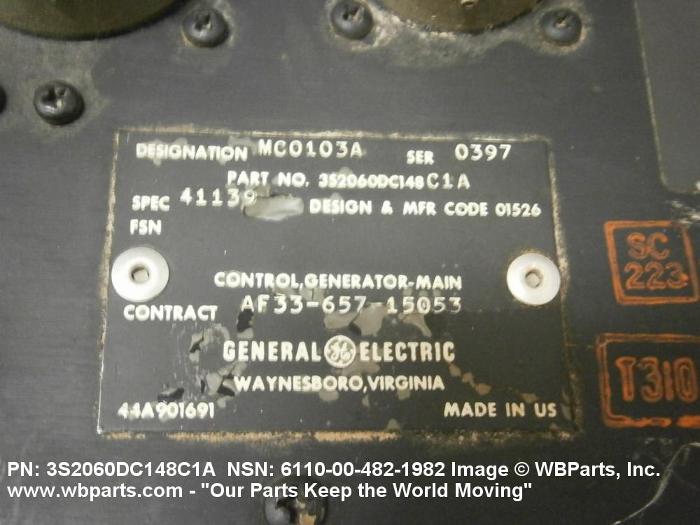 DESIGNATION MC0103A SER 0397
PART NO. 3S2060DC148C1A
SPEC 41139 DESIGN & MFR CODE 01526
FSN
CONTROL, GENERATOR-MAIN
CONTRACT AF33-657-15053
GENERAL GE ELECTRIC
WAYNESBORO, VIRGINIA
44A901691 MADE IN US
SC
223
T310
PN: 3S2060DC148C1A NSN: 6110-00-482-1982 Image © WBParts, Inc.
www.wbparts.com - "Our Parts Keep the World Moving"